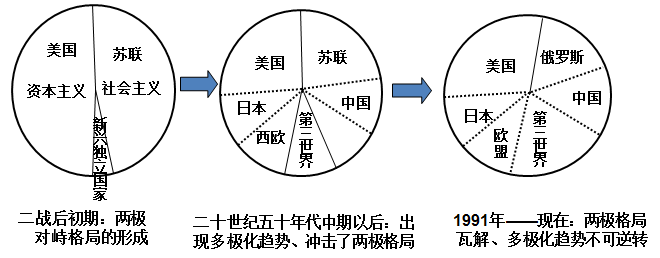 美国
苏联
资本主义
社会主义
新兴独立国家
二战后初期：两极
对峙格局的形成
美国
苏联
日本
中国
西欧
第三世界
二十世纪五十年代中期以后：出
现多极化趋势、冲击了两极格局
美国
俄罗斯
日本
中国
欧盟
第三世界
1991年——现在：两极格局
瓦解、多极化趋势不可逆转